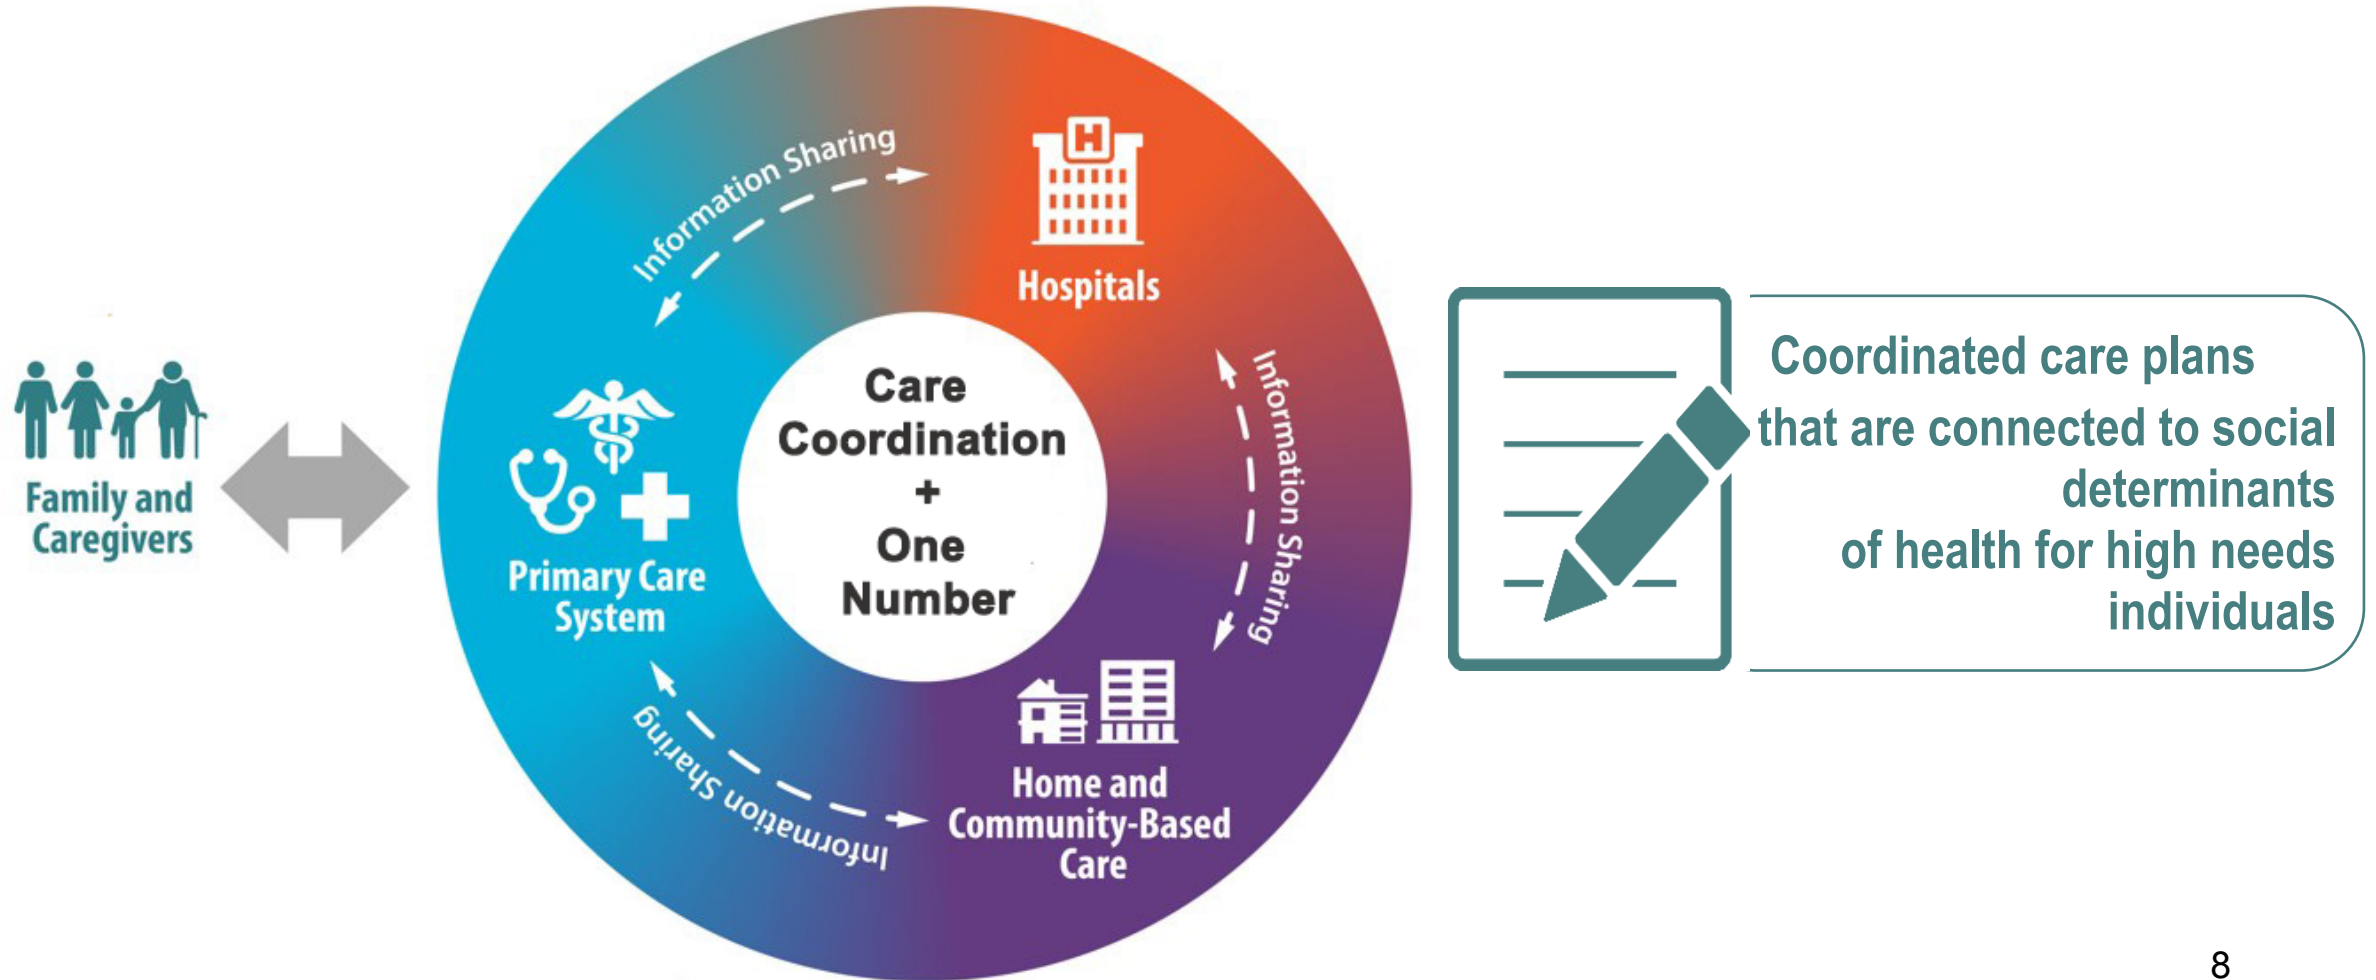 Family and
Caregivers
Information Sharing
H
Hospitals
Information Sharing
Primary Care
System
Care
Coordination
+
One
Number
Information Sharing
Home and
Community-Based
Care
Coordinated care plans
that are connected to social
determinants
of health for high needs
individuals
8